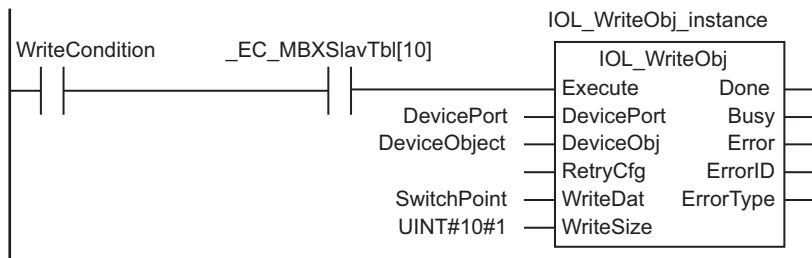 IOL_WriteObj_instance
WriteCondition _EC_MBXSlavTbl[10]
IOL_WriteObj
Execute Done
DevicePort DevicePort Busy
DeviceObject DeviceObj Error
RetryCfg ErrorID
SwitchPoint WriteDat ErrorType
UINT#10#1 WriteSize